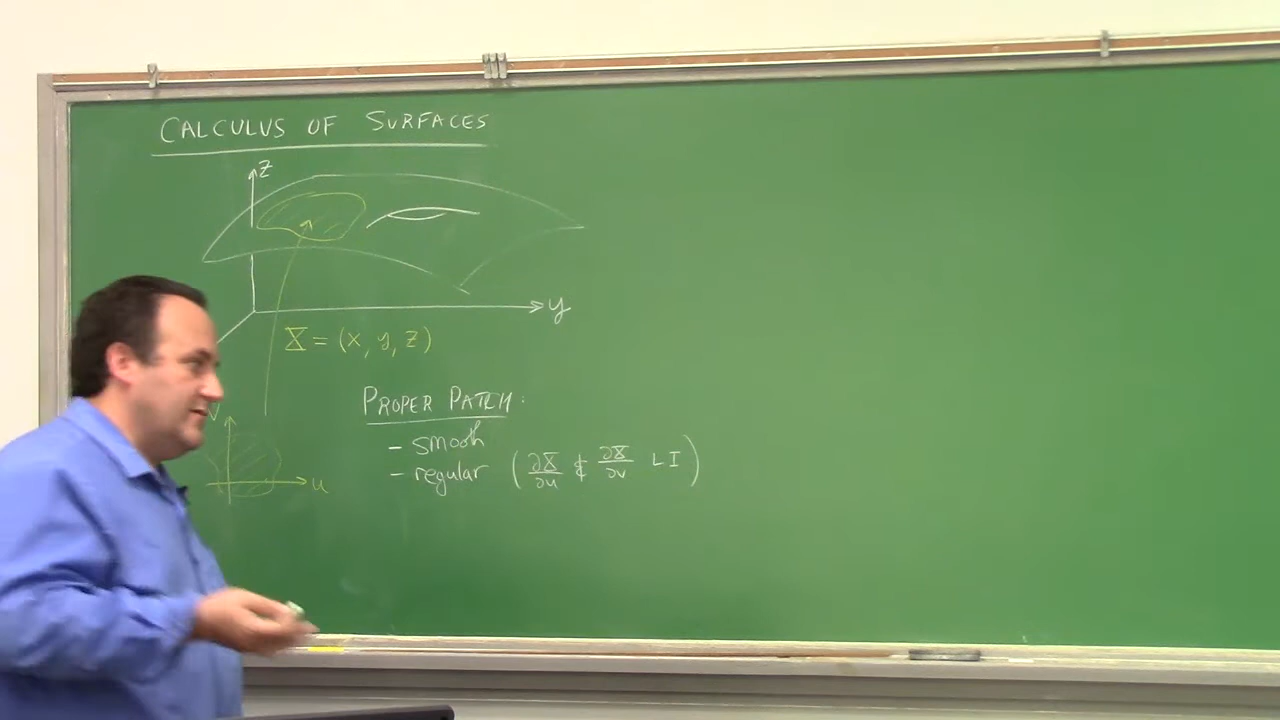 CALCULUS OF SURFACES
z
y
X = (x, y, z)
PROPER PATCH:
v
- smooth
- regular (∂X/∂u & ∂X/∂v LI)
u